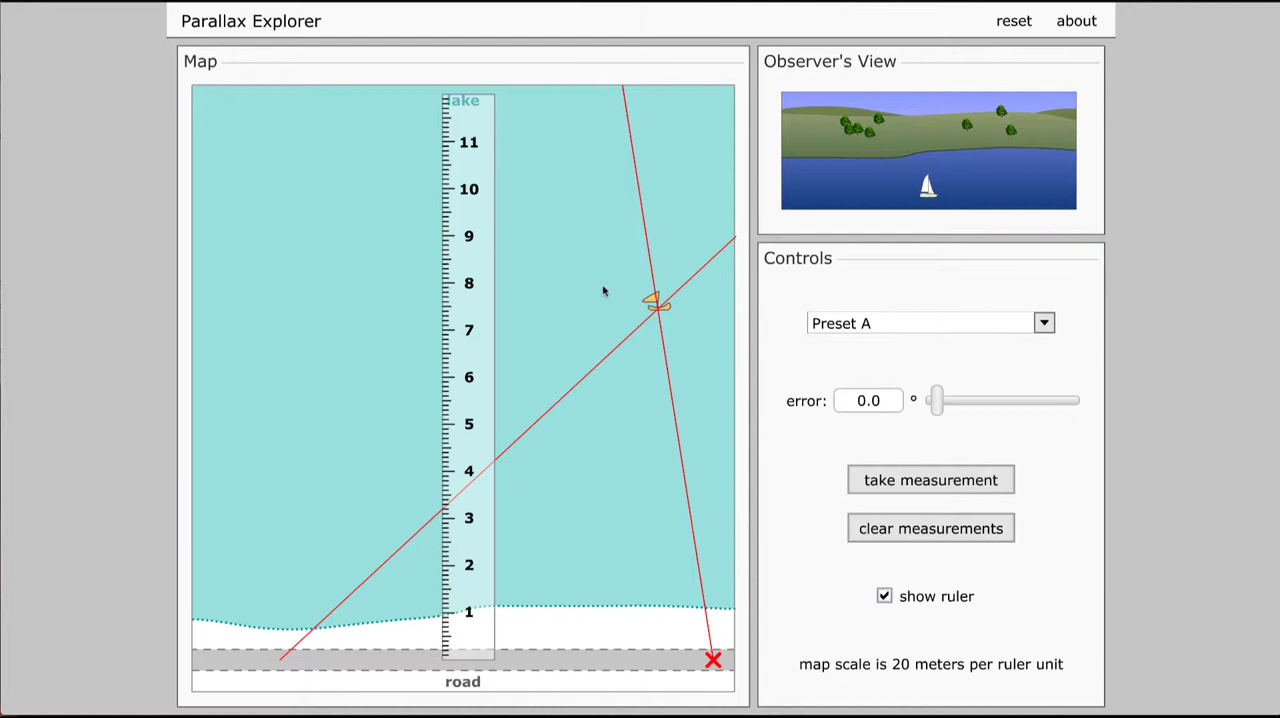 Parallax Explorer
reset
about
Map
lake
11
10
9
8
7
6
5
4
3
2
1
road
Observer's View
Controls
Preset A
error: 0.0 °
take measurement
clear measurements
show ruler
map scale is 20 meters per ruler unit